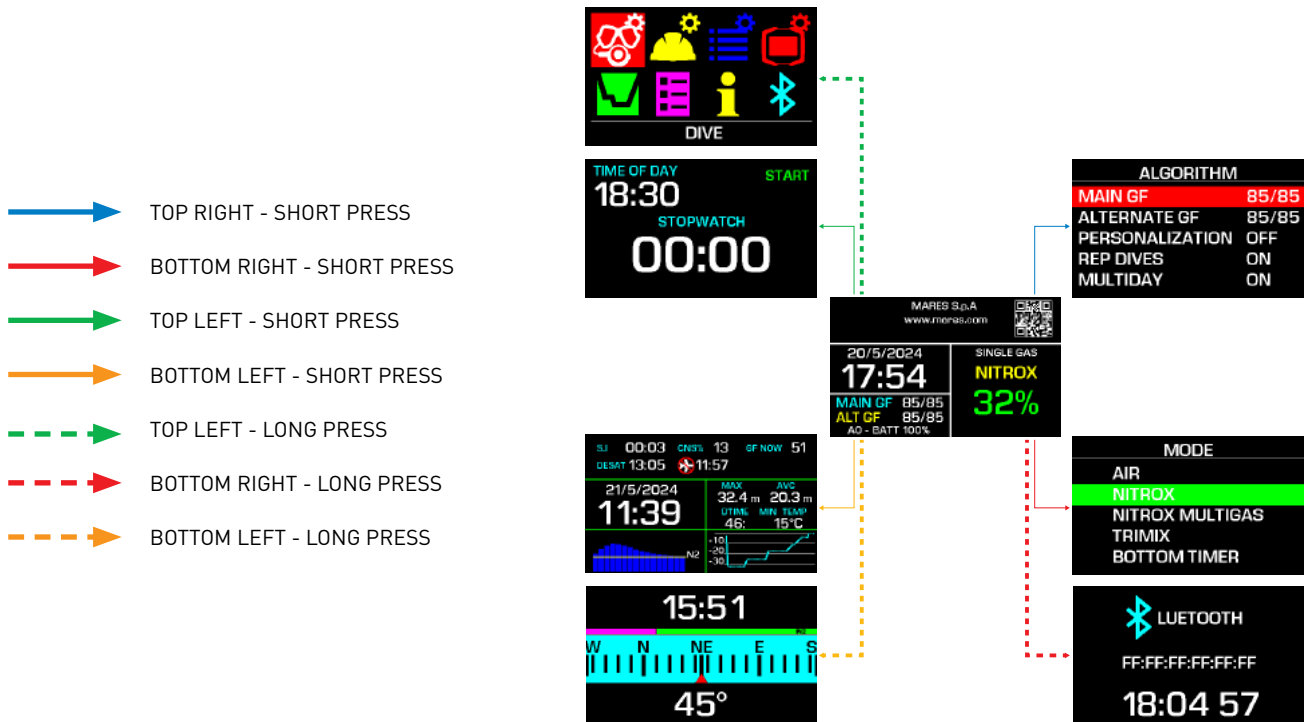 TOP RIGHT - SHORT PRESS
BOTTOM RIGHT - SHORT PRESS
TOP LEFT - SHORT PRESS
BOTTOM LEFT - SHORT PRESS
TOP LEFT - LONG PRESS
BOTTOM RIGHT - LONG PRESS
BOTTOM LEFT - LONG PRESS
DIVE
TIME OF DAY
START
18:30
STOPWATCH
00:00
S.I 00:03 CNS% 13 GF NOW 51
DESAT 13:05 11:57
21/5/2024
11:39
MAX AVG
32.4 m 20.3 m
DTIME MIN TEMP
46: 15°C
N2
-10
-20
-30
15:51
W N NE E S
45°
MARES S.p.A
www.mares.com
20/5/2024
17:54
MAIN GF 85/85
ALT GF 85/85
A0 - BATT 100%
SINGLE GAS
NITROX
32%
ALGORITHM
MAIN GF 85/85
ALTERNATE GF 85/85
PERSONALIZATION OFF
REP DIVES ON
MULTIDAY ON
MODE
AIR
NITROX
NITROX MULTIGAS
TRIMIX
BOTTOM TIMER
LUETOOTH
FF:FF:FF:FF:FF:FF
18:04 57